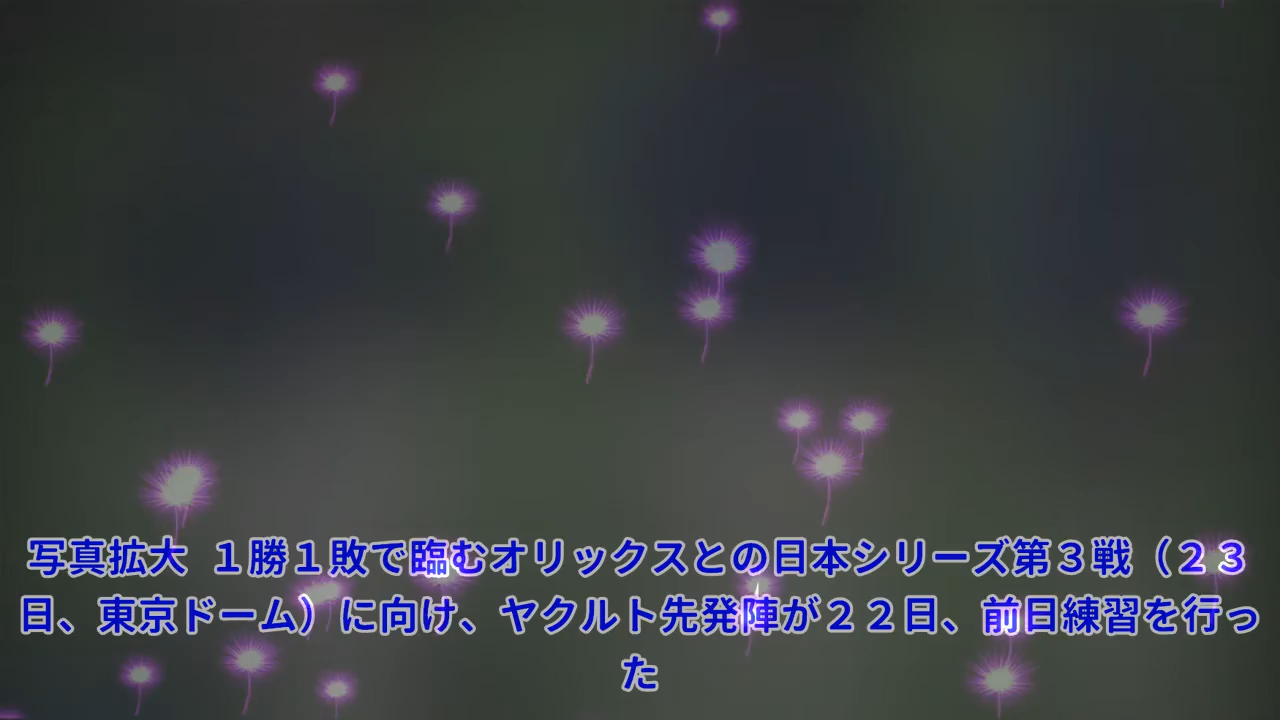 写真拡大 １勝１敗で臨むオリックスとの日本シリーズ第３戦（２３
日、東京ドーム）に向け、ヤクルト先発陣が２２日、前日練習を行っ
た